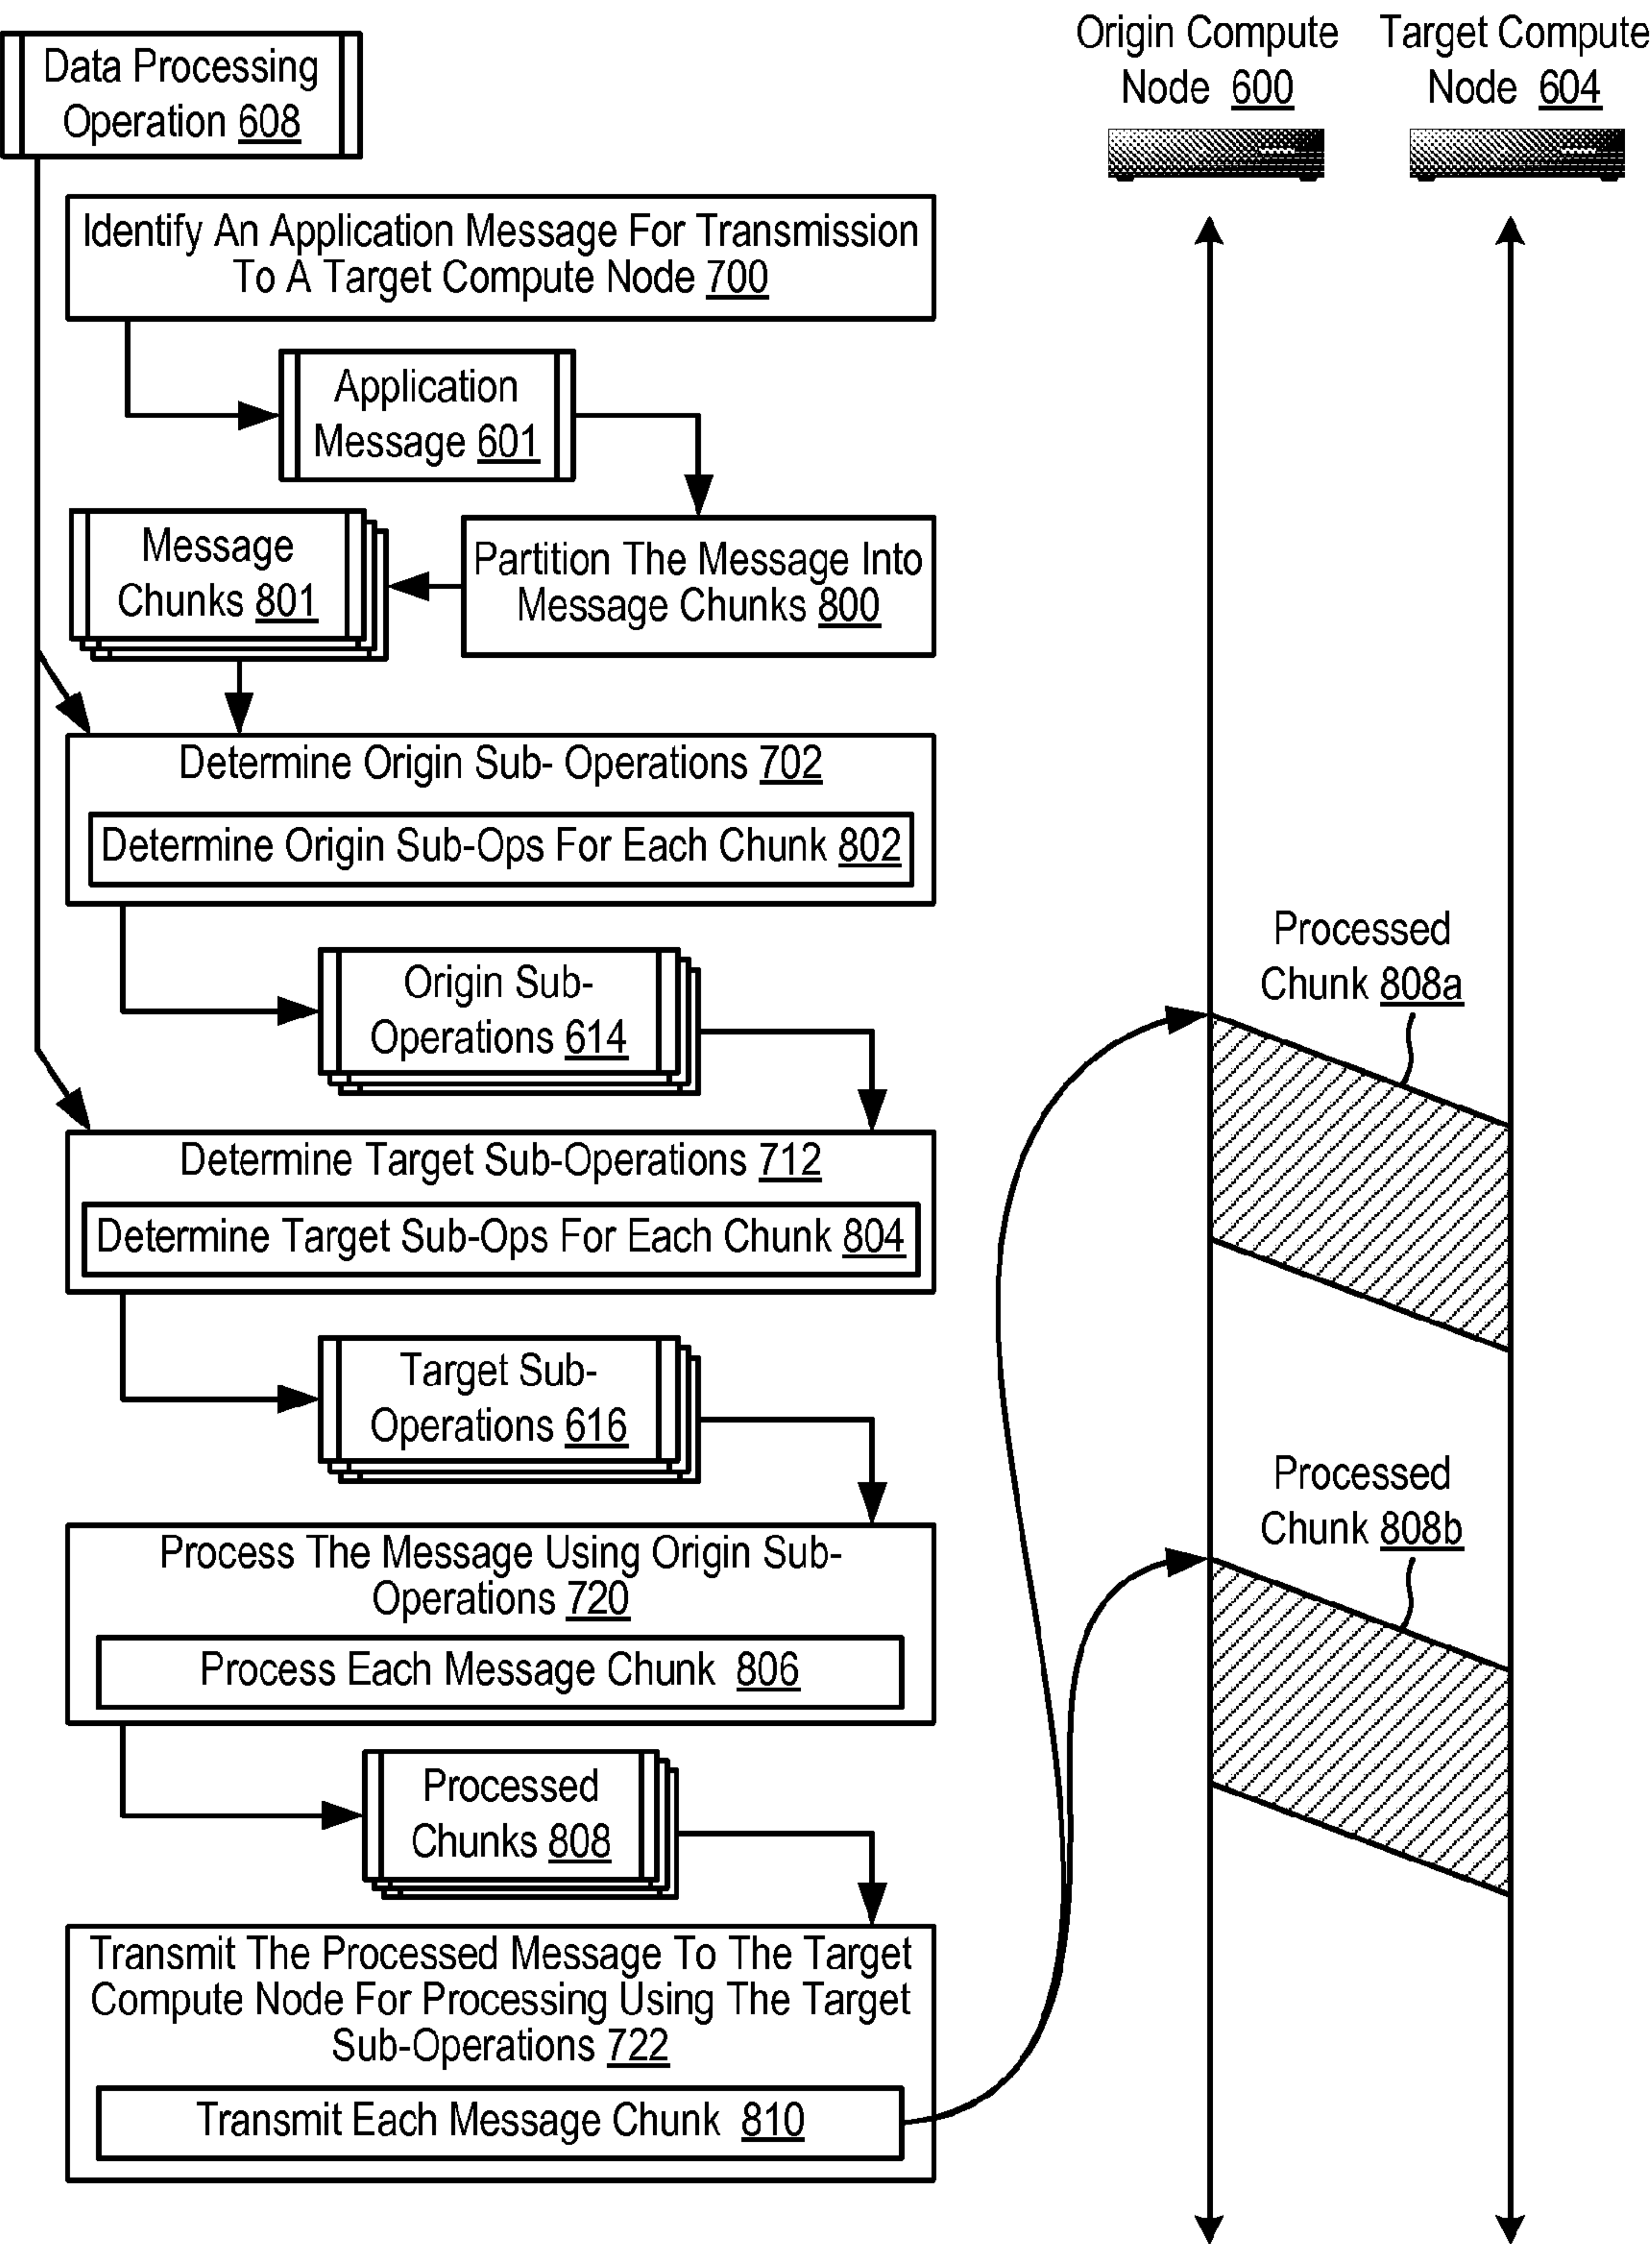 Data Processing
Operation 608
Identify An Application Message For Transmission
To A Target Compute Node 700
Application
Message 601
Message
Chunks 801
Partition The Message Into
Message Chunks 800
Determine Origin Sub- Operations 702
Determine Origin Sub-Ops For Each Chunk 802
Origin Sub-
Operations 614
Determine Target Sub-Operations 712
Determine Target Sub-Ops For Each Chunk 804
Target Sub-
Operations 616
Process The Message Using Origin Sub-
Operations 720
Process Each Message Chunk 806
Processed
Chunks 808
Transmit The Processed Message To The Target
Compute Node For Processing Using The Target
Sub-Operations 722
Transmit Each Message Chunk 810
Origin Compute
Node 600
Target Compute
Node 604
Processed
Chunk 808a
Processed
Chunk 808b